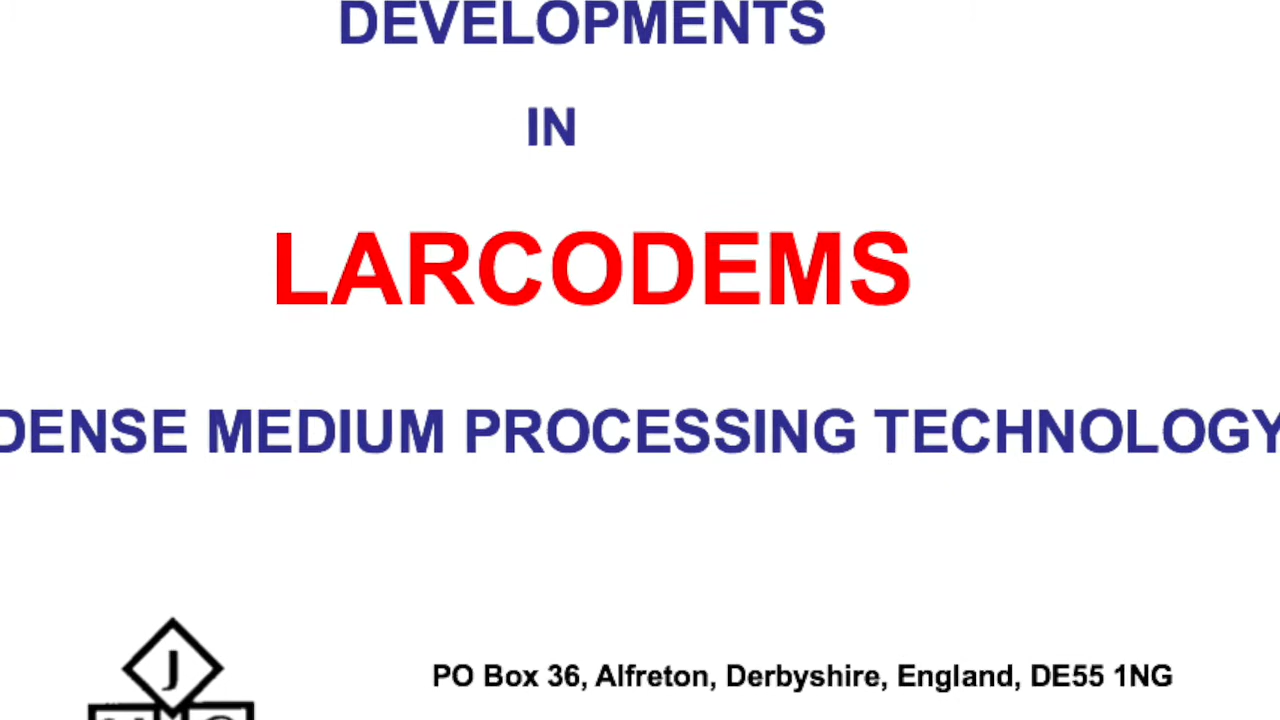 DEVELOPMENTS
IN
LARCODEMS
DENSE MEDIUM PROCESSING TECHNOLOGY
J
PO Box 36, Alfreton, Derbyshire, England, DE55 1NG